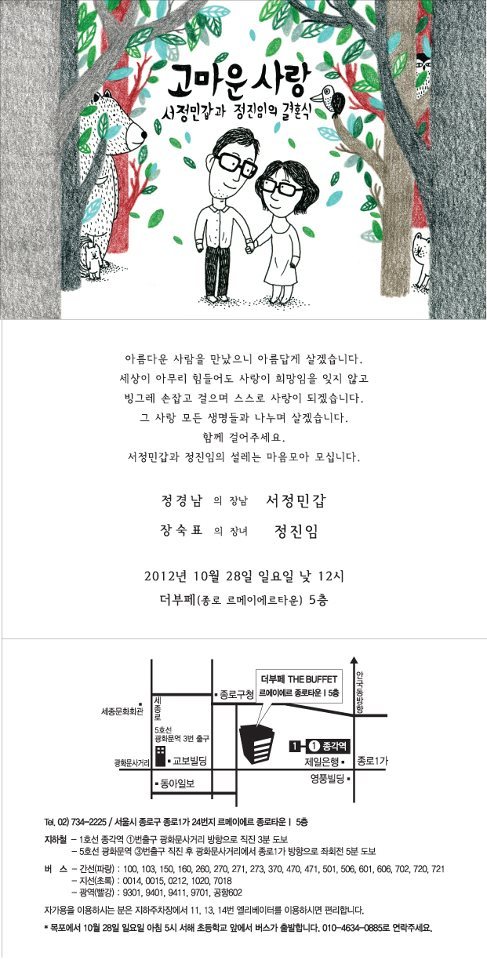 고마운 사랑
서정민갑과 정진임의 결혼식
아름다운 사람을 만났으니 아름답게 살겠습니다.
세상이 아무리 힘들어도 사랑이 희망임을 잊지 않고
빙그레 손잡고 걸으며 스스로 사랑이 되겠습니다.
그 사랑 모든 생명들과 나누며 살겠습니다.
함께 걸어주세요.
서정민갑과 정진임의 설레는 마음모아 모십니다.
정경남 의 장남 서정민갑
장숙표 의 장녀 정진임
2012년 10월 28일 일요일 낮 12시
더부페(종로 르메이에르타운) 5층
더부페 THE BUFFET
르메이에르 종로타운 I 5층
종로구청
안국동방향
세종문화회관
세종로
5호선
광화문역 3번 출구
1 ① 종각역
광화문사거리
교보빌딩
제일은행
종로1가
동아일보
영풍빌딩
Tel. 02) 734-2225 / 서울시 종로구 종로1가 24번지 르메이에르 종로타운 I 5층
지하철 - 1호선 종각역 ①번출구 광화문사거리 방향으로 직진 3분 도보
- 5호선 광화문역 ③번출구 직진 후 광화문사거리에서 종로1가 방향으로 좌회전 5분 도보
버 스 - 간선(파랑) : 100, 103, 150, 160, 260, 270, 271, 273, 370, 470, 471, 501, 506, 601, 606, 702, 720, 721
- 지선(초록) : 0014, 0015, 0212, 1020, 7018
- 광역(빨강) : 9301, 9401, 9411, 9701, 공항602
자가용을 이용하시는 분은 지하주차장에서 11, 13, 14번 엘리베이터를 이용하시면 편리합니다.
* 목포에서 10월 28일 일요일 아침 5시 서해 초등학교 앞에서 버스가 출발합니다. 010-4634-0885로 연락주세요.